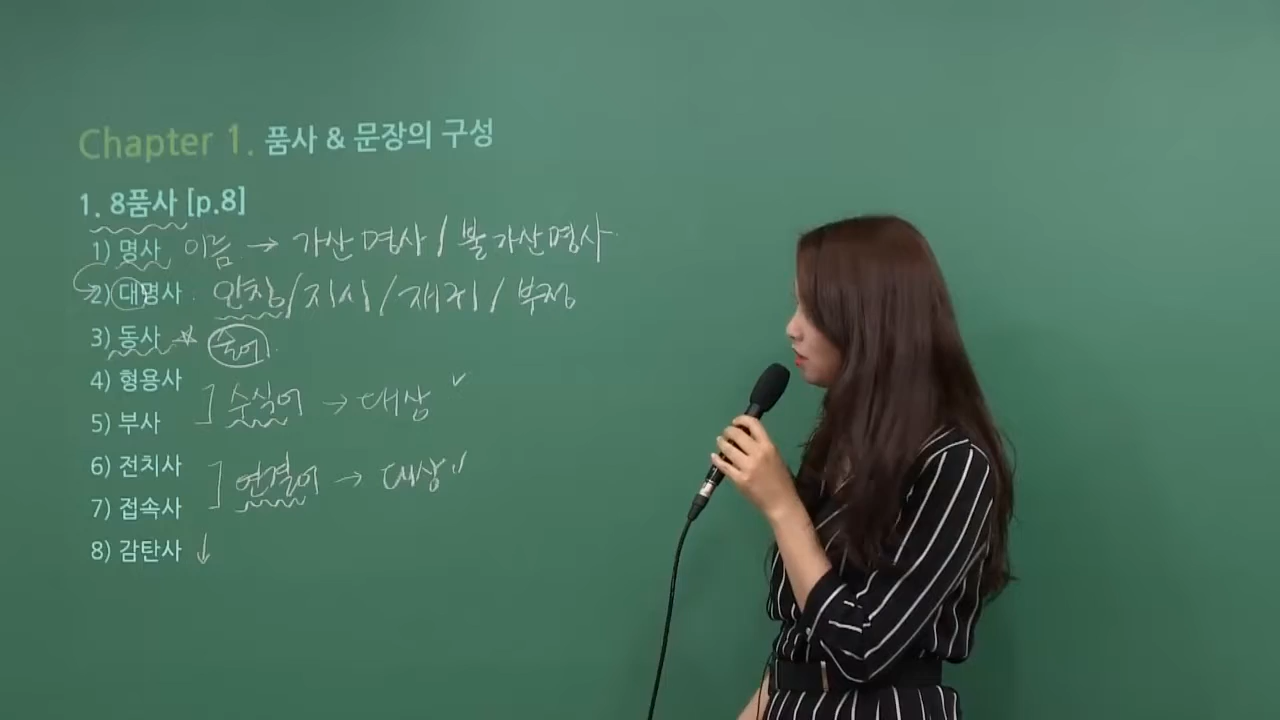 Chapter 1. 품사 & 문장의 구성
1. 8품사 [p.8]
1) 명사 이름 → 가산명사 / 불가산명사
2) 대명사 인칭 / 지시 / 재귀 / 부정
3) 동사 ☆ 술어
4) 형용사
수식어 → 대상 ✓
5) 부사
6) 전치사
연결어 → 대상 ✓
7) 접속사
8) 감탄사 ↓